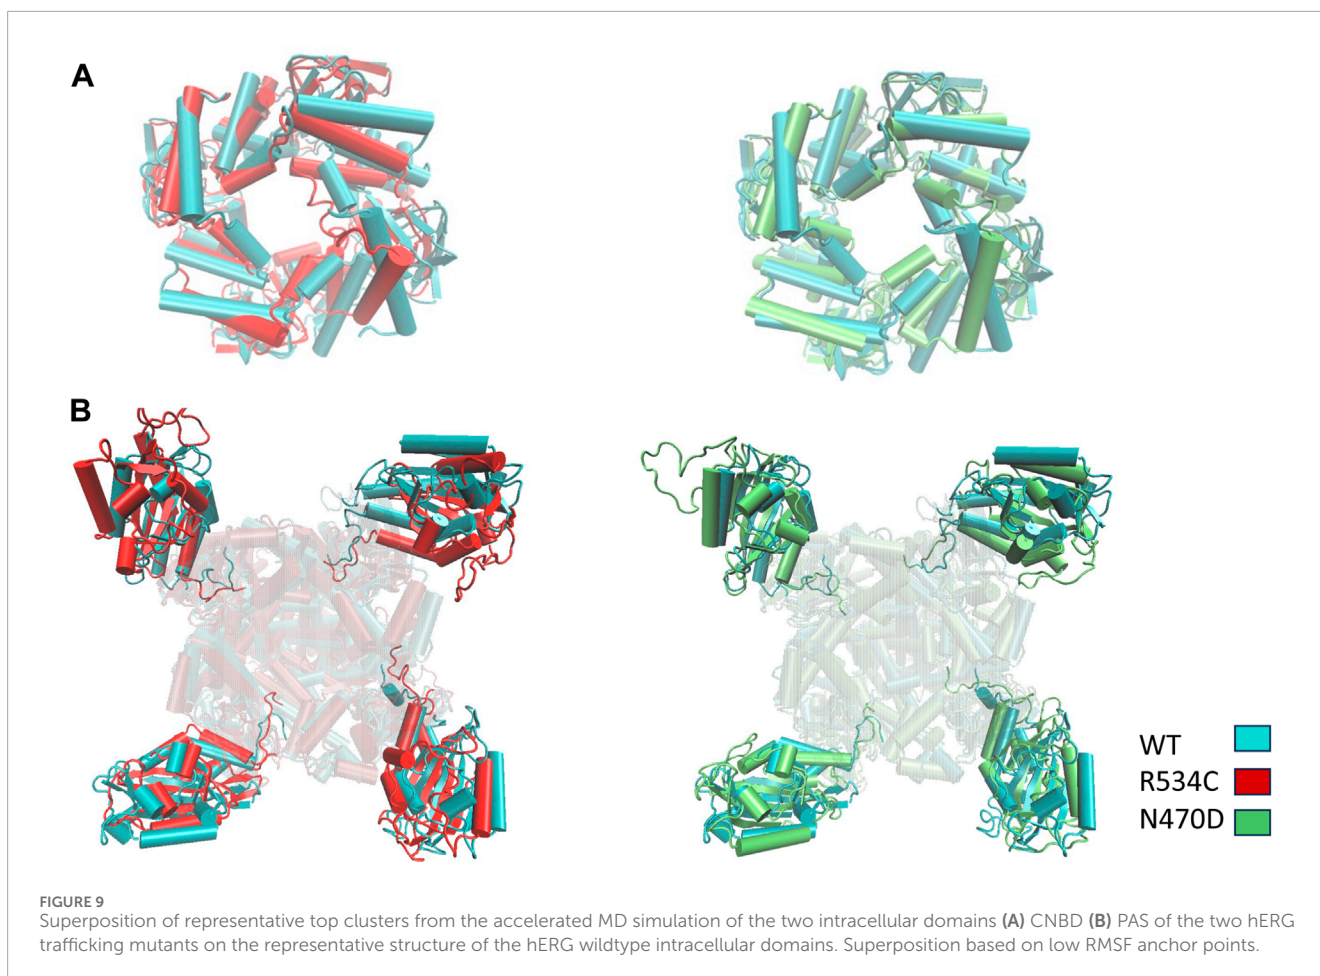 A
B
WT
R534C
N470D
FIGURE 9
Superposition of representative top clusters from the accelerated MD simulation of the two intracellular domains (A) CNBD (B) PAS of the two hERG
trafficking mutants on the representative structure of the hERG wildtype intracellular domains. Superposition based on low RMSF anchor points.